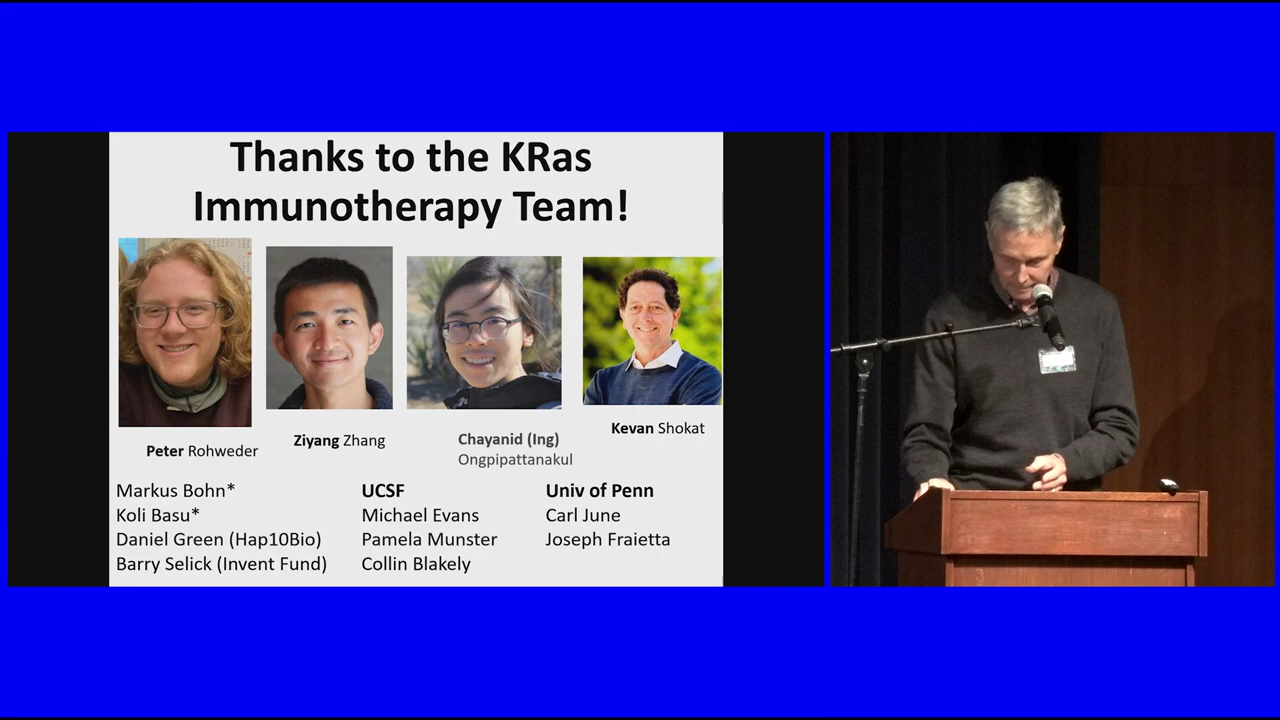 Thanks to the KRas
Immunotherapy Team!
Peter Rohweder
Ziyang Zhang
Chayanid (Ing)
Ongpipattanakul
Kevan Shokat
Markus Bohn*
Koli Basu*
Daniel Green (Hap10Bio)
Barry Selick (Invent Fund)
UCSF
Michael Evans
Pamela Munster
Collin Blakely
Univ of Penn
Carl June
Joseph Fraietta